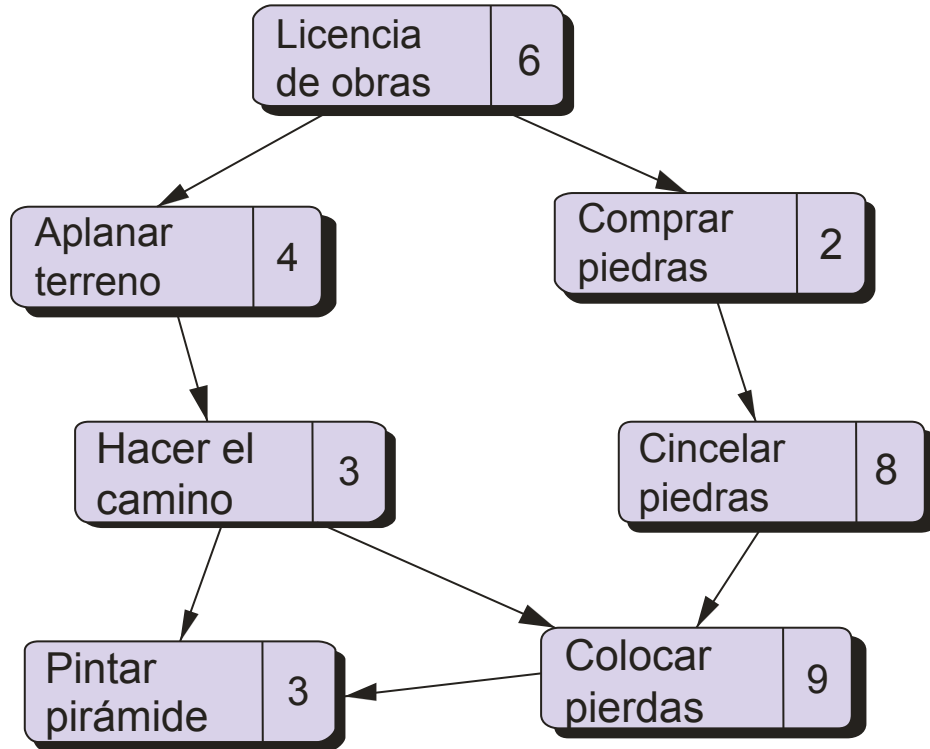 Licencia
de obras
6
Aplanar
terreno
4
Comprar
piedras
2
Hacer el
camino
3
Cincelar
piedras
8
Pintar
pirámide
3
Colocar
pierdas
9